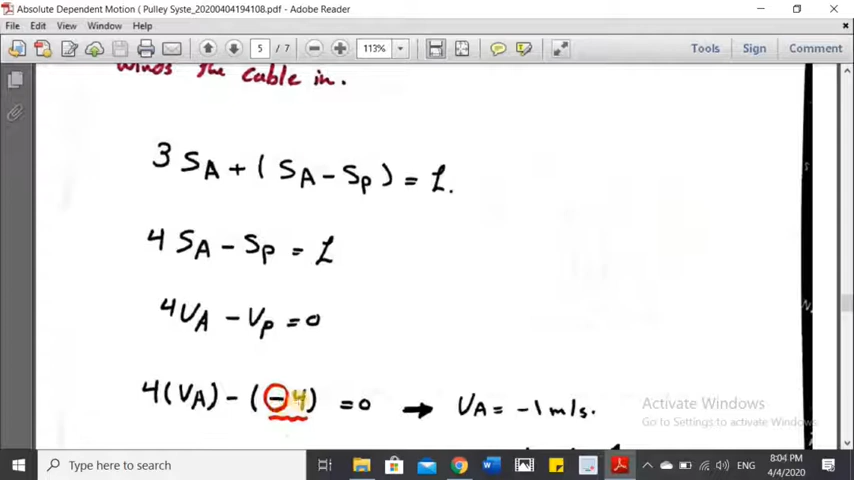 Absolute Dependent Motion ( Pulley Syste_20200404194108.pdf - Adobe Reader
File Edit View Window Help
5 / 7 113% Tools Sign Comment
winds the cable in.
3 SA + ( SA - SP ) = L.
4 SA - SP = L
4 VA - VP = 0
4(VA) - (-4) = 0 → VA = -1 m/s.
Activate Windows
Go to Settings to activate Windows.
Type here to search
ENG
8:04 PM
4/4/2020